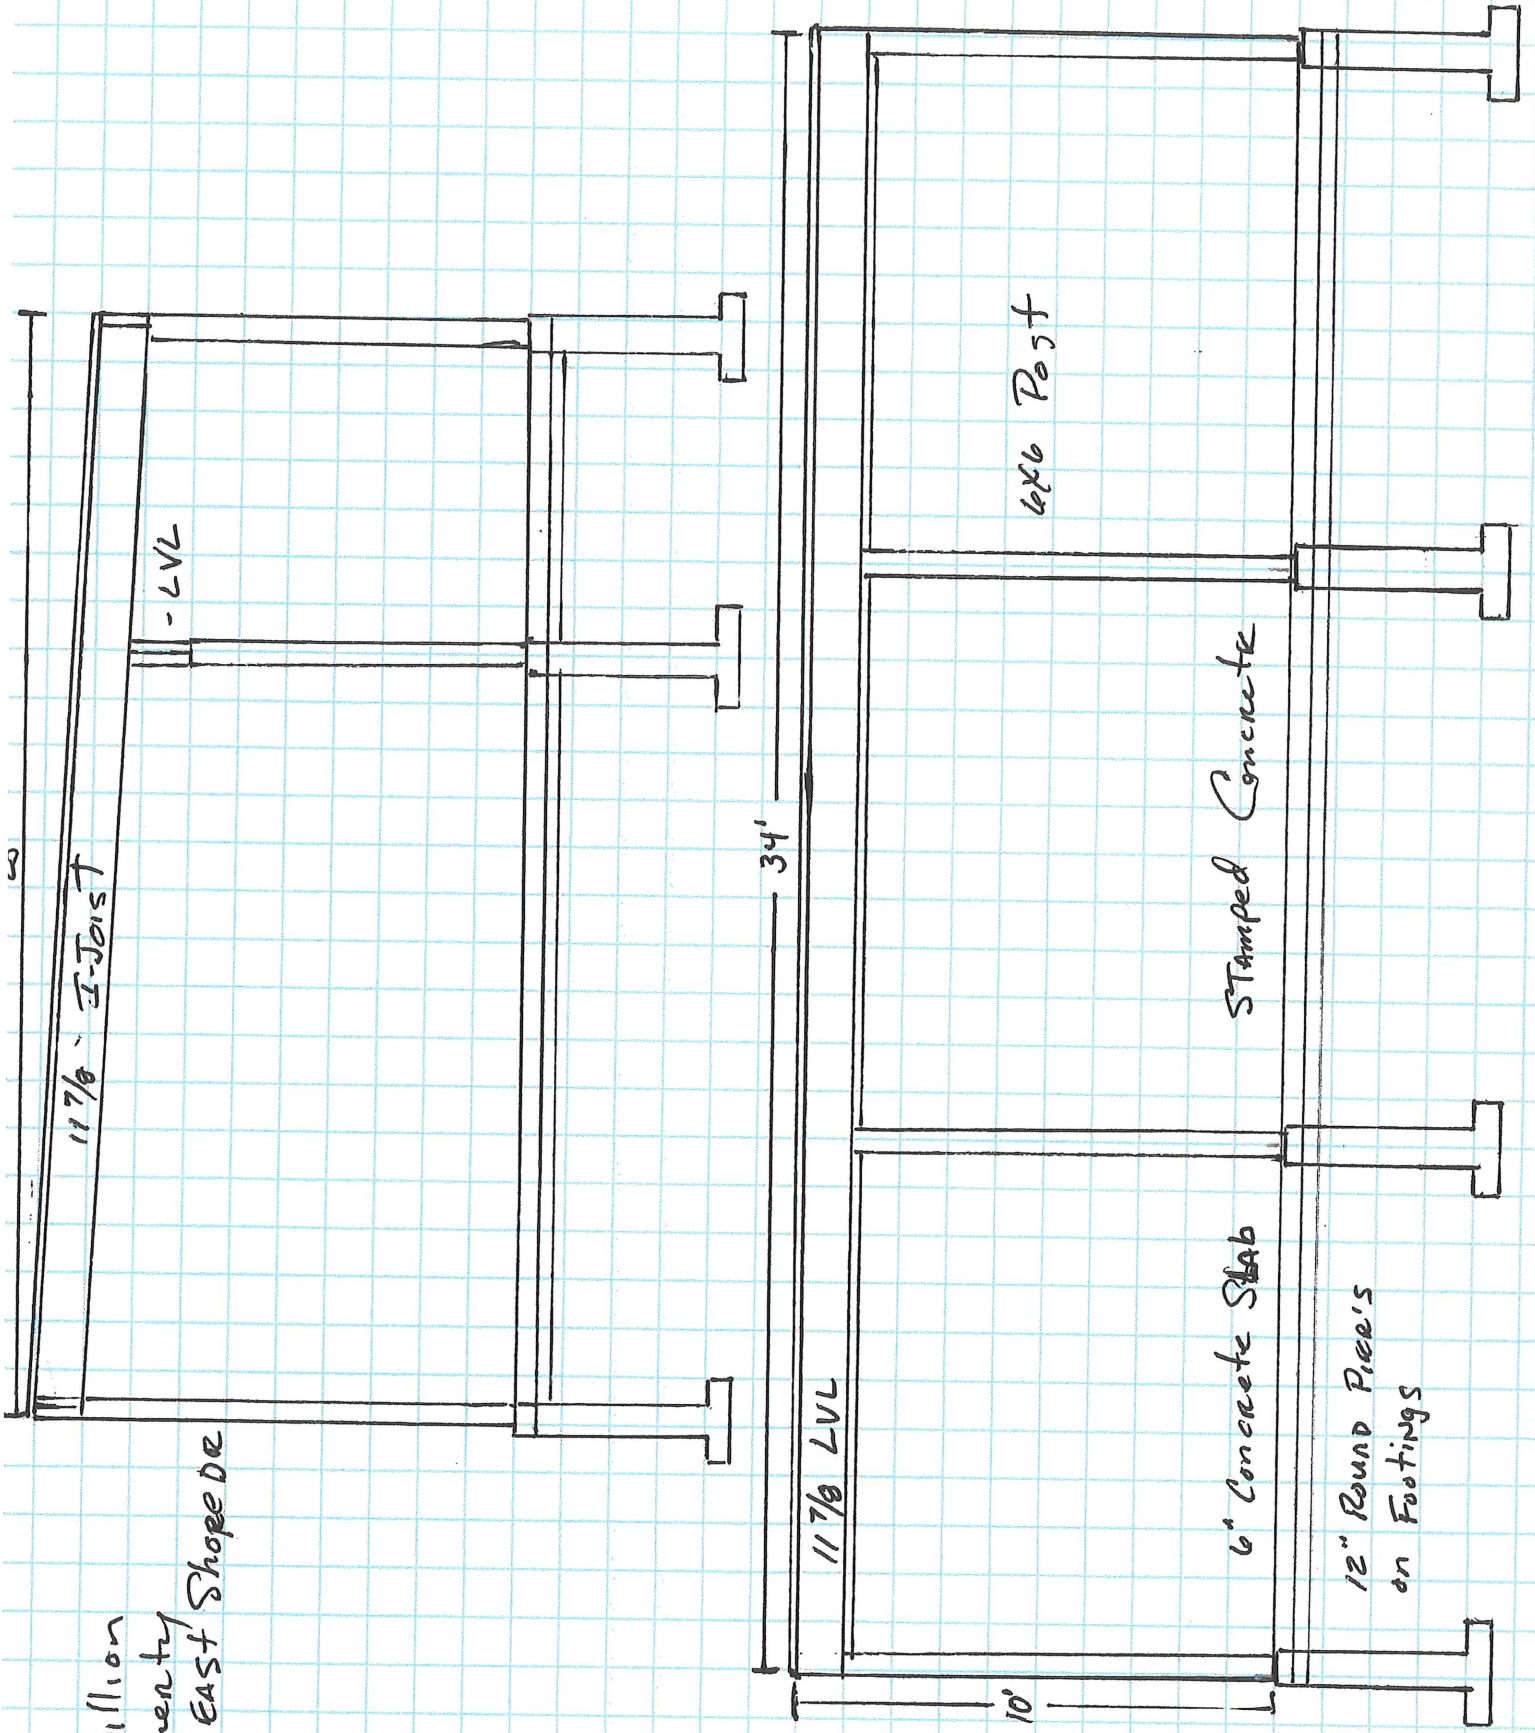 EAST Shore DR
11 7/8 - I-Joist
- LVL
34'
10'
11 7/8 LVL
6x6 Post
6" Concrete Slab
Stamped Concrete
12" Round Pier's
on Footings